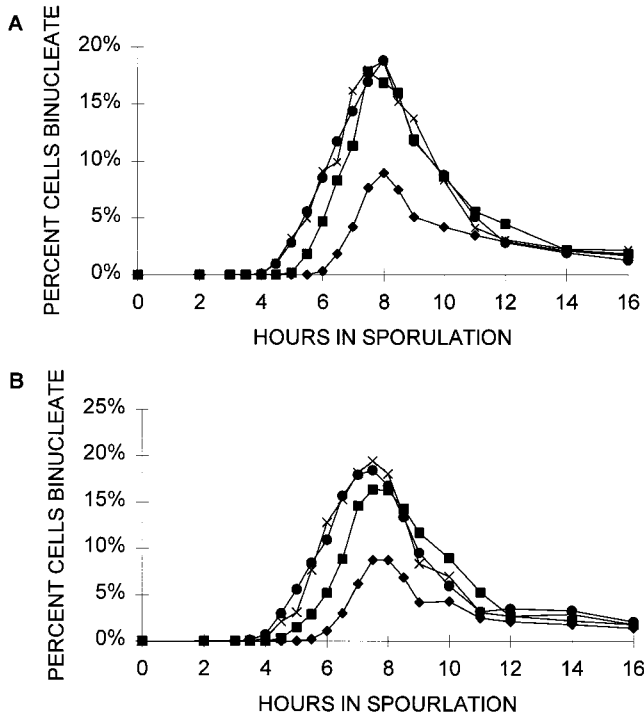 A
PERCENT CELLS BINUCLEATE
20%
15%
10%
5%
0%
0 2 4 6 8 10 12 14 16
HOURS IN SPORULATION
B
PERCENT CELLS BINUCLEATE
25%
20%
15%
10%
5%
0%
0 2 4 6 8 10 12 14 16
HOURS IN SPOURLATION